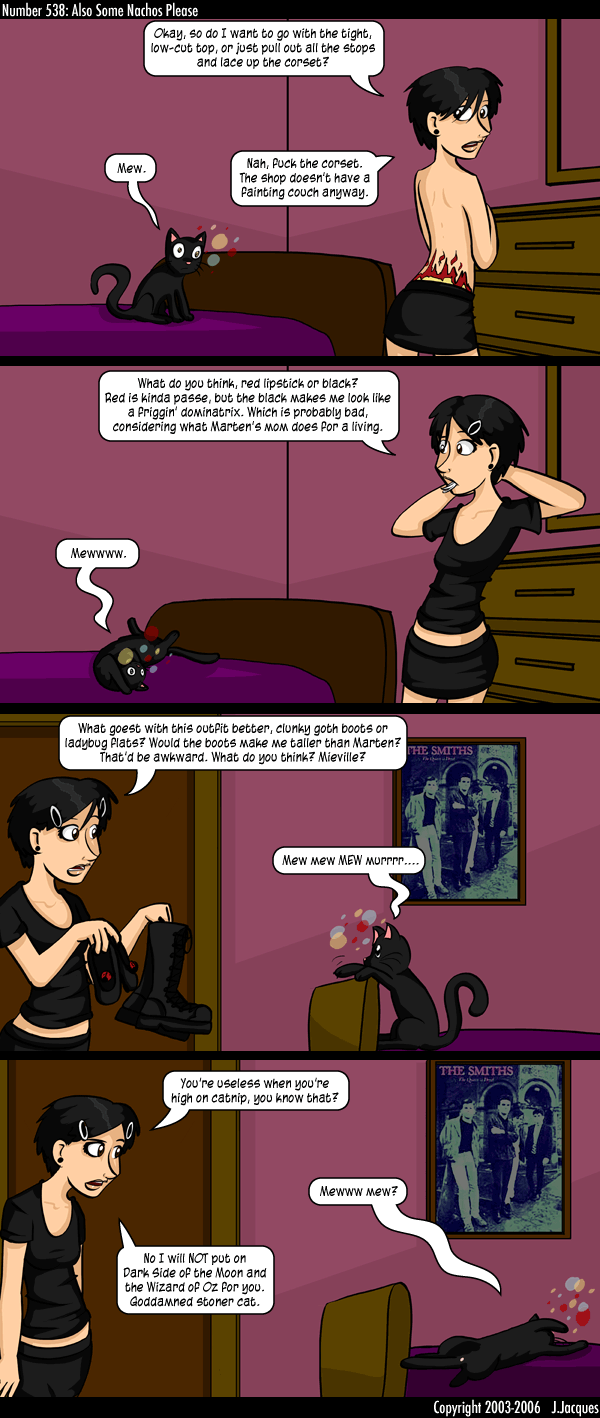 Number 538: Also Some Nachos Please
Okay, so do I want to go with the tight,
low-cut top, or just pull out all the stops
and lace up the corset?
Mew.
Nah, fuck the corset.
The shop doesn't have a
fainting couch anyway.
What do you think, red lipstick or black?
Red is kinda passe, but the black makes me look like
a friggin' dominatrix. Which is probably bad,
considering what Marten's mom does for a living.
Mewwww.
What goest with this outfit better, clunky goth boots or
ladybug flats? Would the boots make me taller than Marten?
That'd be awkward. What do you think? Mieville?
THE SMITHS
The Queen is Dead
Mew mew MEW murrrr....
You're useless when you're
high on catnip, you know that?
THE SMITHS
The Queen is Dead
Mewww mew?
No I will NOT put on
Dark Side of the Moon and
the Wizard of Oz for you.
Goddamned stoner cat.
Copyright 2003-2006 J.Jacques